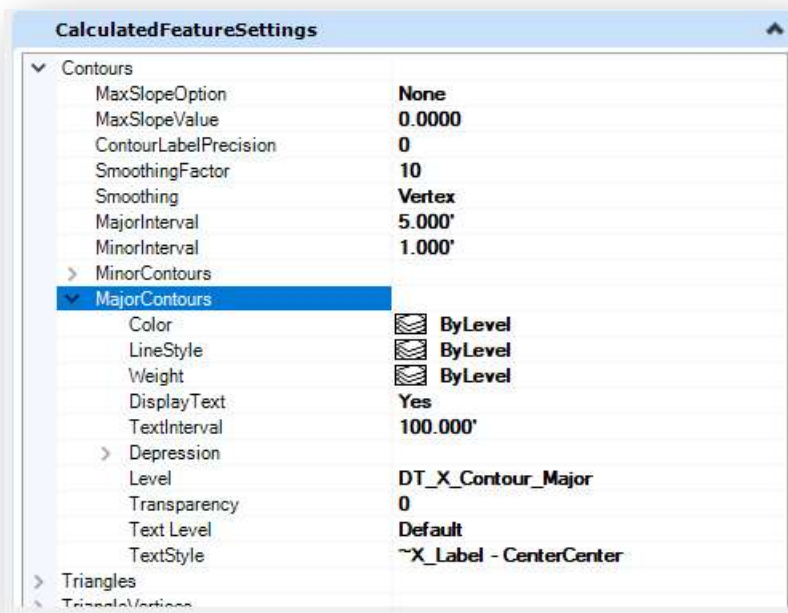 CalculatedFeatureSettings
Contours
MaxSlopeOption None
MaxSlopeValue 0.0000
ContourLabelPrecision 0
SmoothingFactor 10
Smoothing Vertex
MajorInterval 5.000'
MinorInterval 1.000'
MinorContours
MajorContours
Color ByLevel
LineStyle ByLevel
Weight ByLevel
DisplayText Yes
TextInterval 100.000'
Depression
Level DT_X_Contour_Major
Transparency 0
Text Level Default
TextStyle ~X_Label - CenterCenter
Triangles
TriangleVertices